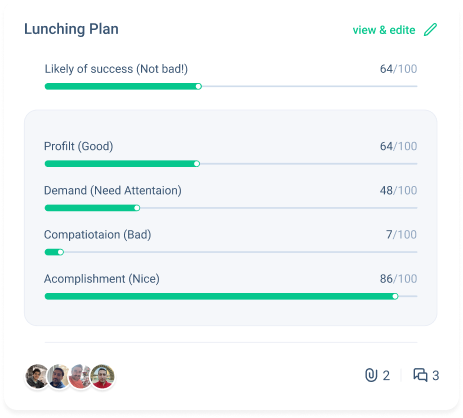 Lunching Plan view & edite
Likely of success (Not bad!) 64/100
Profilt (Good) 64/100
Demand (Need Attentaion) 48/100
Compatiotaion (Bad) 7/100
Acomplishment (Nice) 86/100
2 3